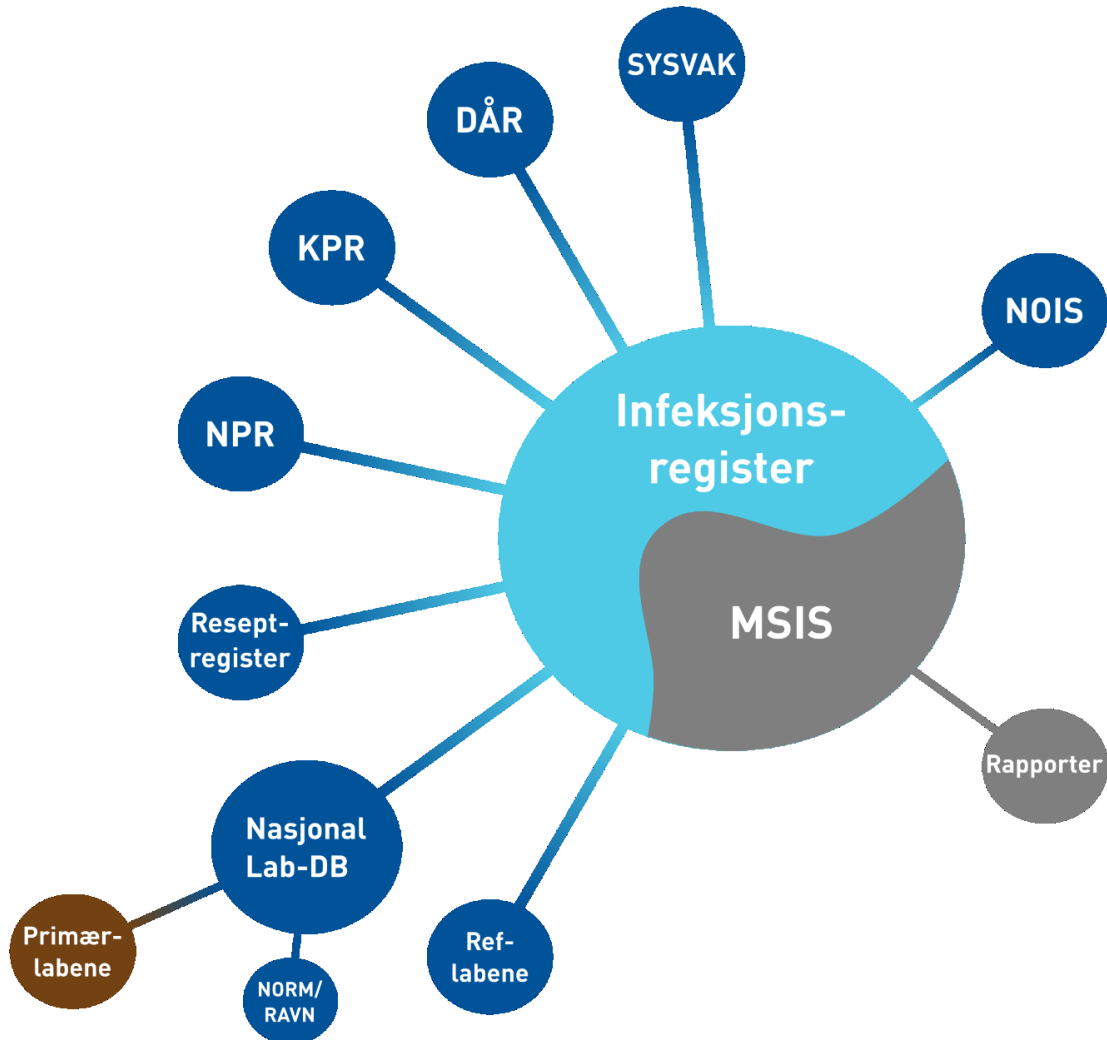 SYSVAK
DÅR
KPR
NOIS
NPR
Infeksjons-
register
MSIS
Resept-
register
Rapporter
Nasjonal
Lab-DB
Primær-
labene
Ref-
labene
NORM/
RAVN